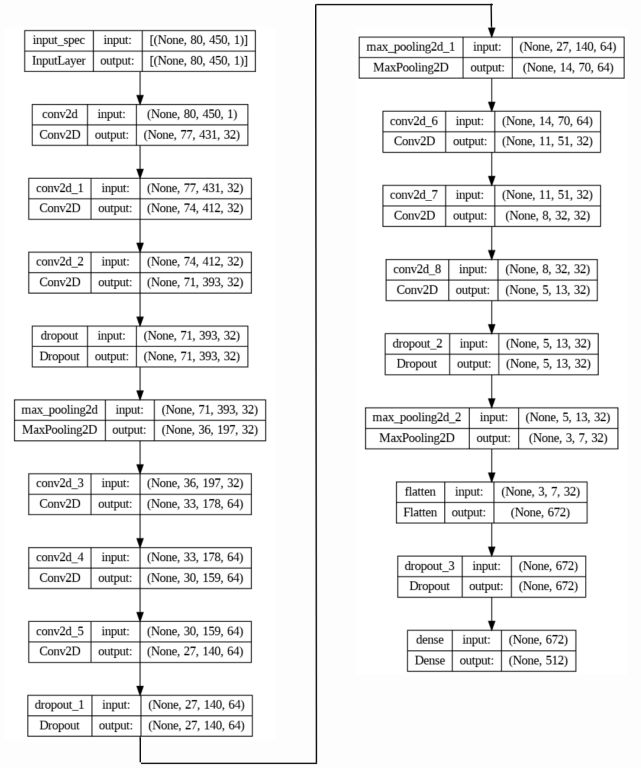 input_spec input: [(None, 80, 450, 1)]
InputLayer output: [(None, 80, 450, 1)]
conv2d input: (None, 80, 450, 1)
Conv2D output: (None, 77, 431, 32)
conv2d_1 input: (None, 77, 431, 32)
Conv2D output: (None, 74, 412, 32)
conv2d_2 input: (None, 74, 412, 32)
Conv2D output: (None, 71, 393, 32)
dropout input: (None, 71, 393, 32)
Dropout output: (None, 71, 393, 32)
max_pooling2d input: (None, 71, 393, 32)
MaxPooling2D output: (None, 36, 197, 32)
conv2d_3 input: (None, 36, 197, 32)
Conv2D output: (None, 33, 178, 64)
conv2d_4 input: (None, 33, 178, 64)
Conv2D output: (None, 30, 159, 64)
conv2d_5 input: (None, 30, 159, 64)
Conv2D output: (None, 27, 140, 64)
dropout_1 input: (None, 27, 140, 64)
Dropout output: (None, 27, 140, 64)
max_pooling2d_1 input: (None, 27, 140, 64)
MaxPooling2D output: (None, 14, 70, 64)
conv2d_6 input: (None, 14, 70, 64)
Conv2D output: (None, 11, 51, 32)
conv2d_7 input: (None, 11, 51, 32)
Conv2D output: (None, 8, 32, 32)
conv2d_8 input: (None, 8, 32, 32)
Conv2D output: (None, 5, 13, 32)
dropout_2 input: (None, 5, 13, 32)
Dropout output: (None, 5, 13, 32)
max_pooling2d_2 input: (None, 5, 13, 32)
MaxPooling2D output: (None, 3, 7, 32)
flatten input: (None, 3, 7, 32)
Flatten output: (None, 672)
dropout_3 input: (None, 672)
Dropout output: (None, 672)
dense input: (None, 672)
Dense output: (None, 512)